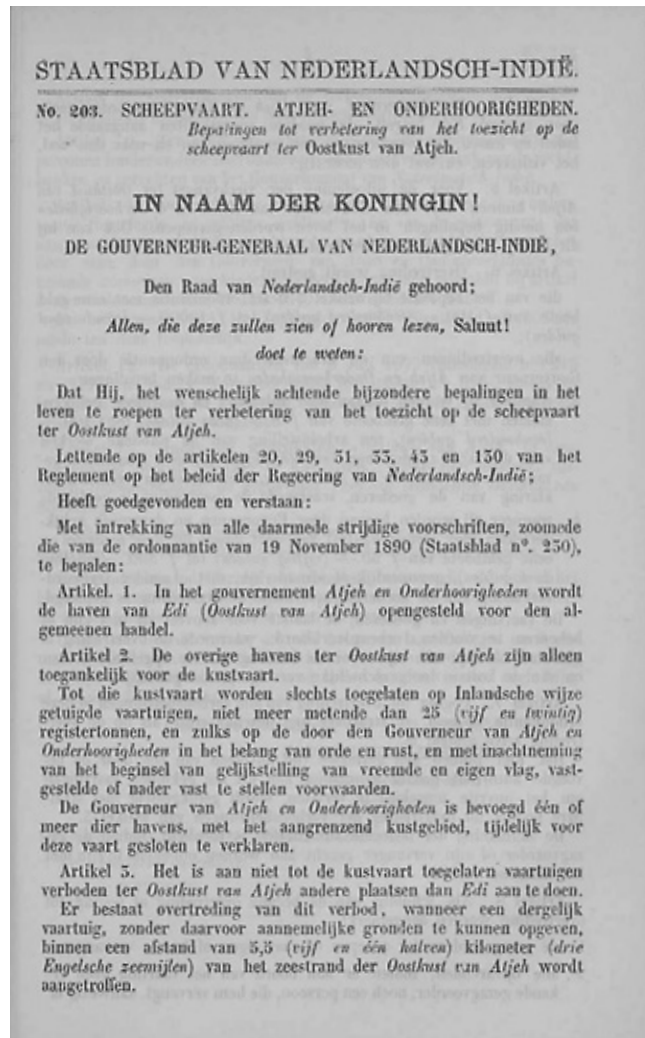 STAATSBLAD VAN NEDERLANDSCH-INDIË.
No. 203. SCHEEPVAART. ATJEH- EN ONDERHOORIGHEDEN.
Bepalingen tot verbetering van het toezicht op de
scheepvaart ter Oostkust van Atjeh.
IN NAAM DER KONINGIN!
DE GOUVERNEUR-GENERAAL VAN NEDERLANDSCH-INDIË,
Den Raad van Nederlandsch-Indië gehoord;
Allen, die deze zullen zien of hooren lezen, Saluut!
doet te weten:
Dat Hij, het wenschelijk achtende bijzondere bepalingen in het
leven te roepen ter verbetering van het toezicht op de scheepvaart
ter Oostkust van Atjeh.
Lettende op de artikelen 20, 29, 31, 33, 43 en 130 van het
Reglement op het beleid der Regeering van Nederlandsch-Indië;
Heeft goedgevonden en verstaan:
Met intrekking van alle daarmede strijdige voorschriften, zoomede
die van de ordonnantie van 19 November 1890 (Staatsblad n°. 230),
te bepalen:
Artikel. 1. In het gouvernement Atjeh en Onderhoorigheden wordt
de haven van Edi (Oostkust van Atjeh) opengesteld voor den al-
gemeenen handel.
Artikel 2. De overige havens ter Oostkust van Atjeh zijn alleen
toegankelijk voor de kustvaart.
Tot die kustvaart worden slechts toegelaten op Inlandsche wijze
getuigde vaartuigen, niet meer metende dan 25 (vijf en twintig)
registertonnen, en zulks op de door den Gouverneur van Atjeh en
Onderhoorigheden in het belang van orde en rust, en met inachtneming
van het beginsel van gelijkstelling van vreemde en eigen vlag, vast-
gestelde of nader vast te stellen voorwaarden.
De Gouverneur van Atjeh en Onderhoorigheden is bevoegd één of
meer dier havens, met het aangrenzend kustgebied, tijdelijk voor
deze vaart gesloten te verklaren.
Artikel 3. Het is aan niet tot de kustvaart toegelaten vaartuigen
verboden ter Oostkust van Atjeh andere plaatsen dan Edi aan te doen.
Er bestaat overtreding van dit verbod, wanneer een dergelijk
vaartuig, zonder daarvoor aannemelijke gronden te kunnen opgeven,
binnen een afstand van 5,5 (vijf en één halven) kilometer (drie
Engelsche zeemijlen) van het zeestrand der Oostkust van Atjeh wordt
aangetroffen.